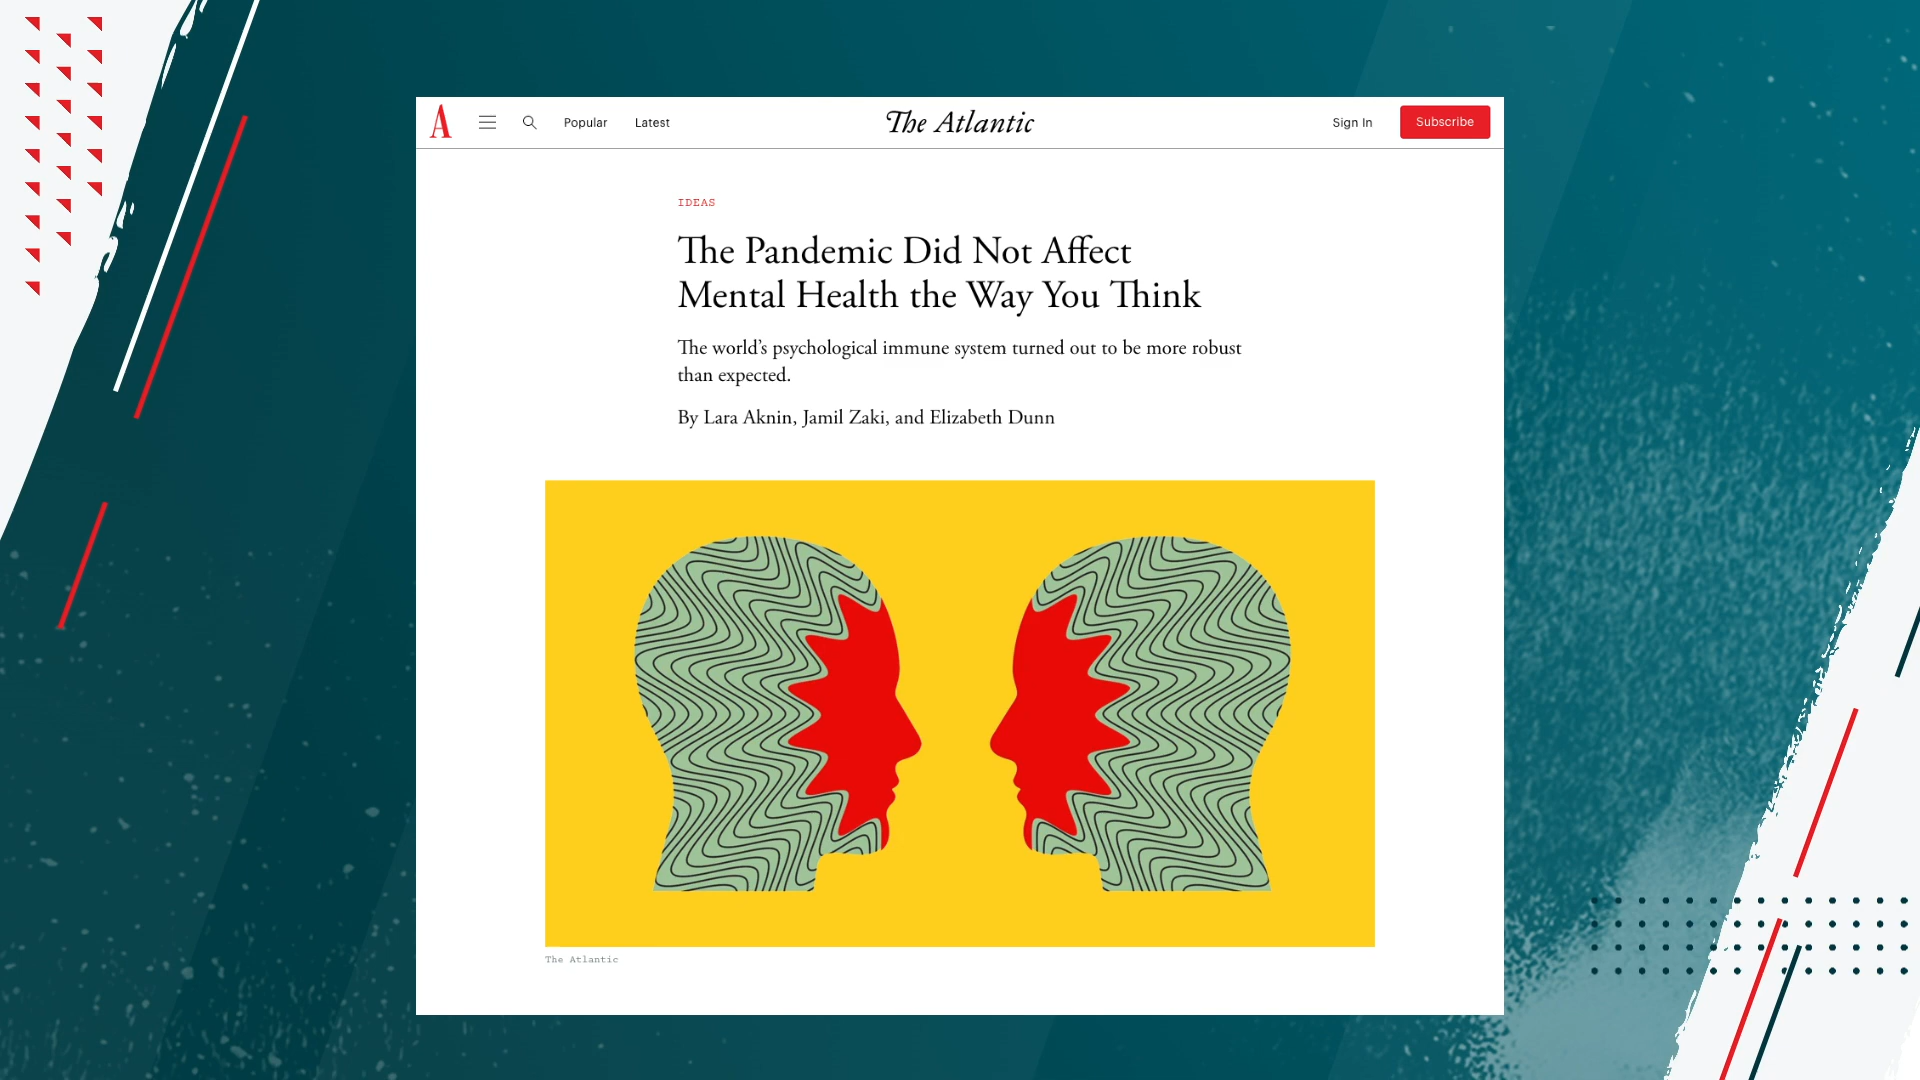 A
Popular
Latest
The Atlantic
Sign In
Subscribe
IDEAS
The Pandemic Did Not Affect
Mental Health the Way You Think
The world’s psychological immune system turned out to be more robust
than expected.
By Lara Aknin, Jamil Zaki, and Elizabeth Dunn
The Atlantic